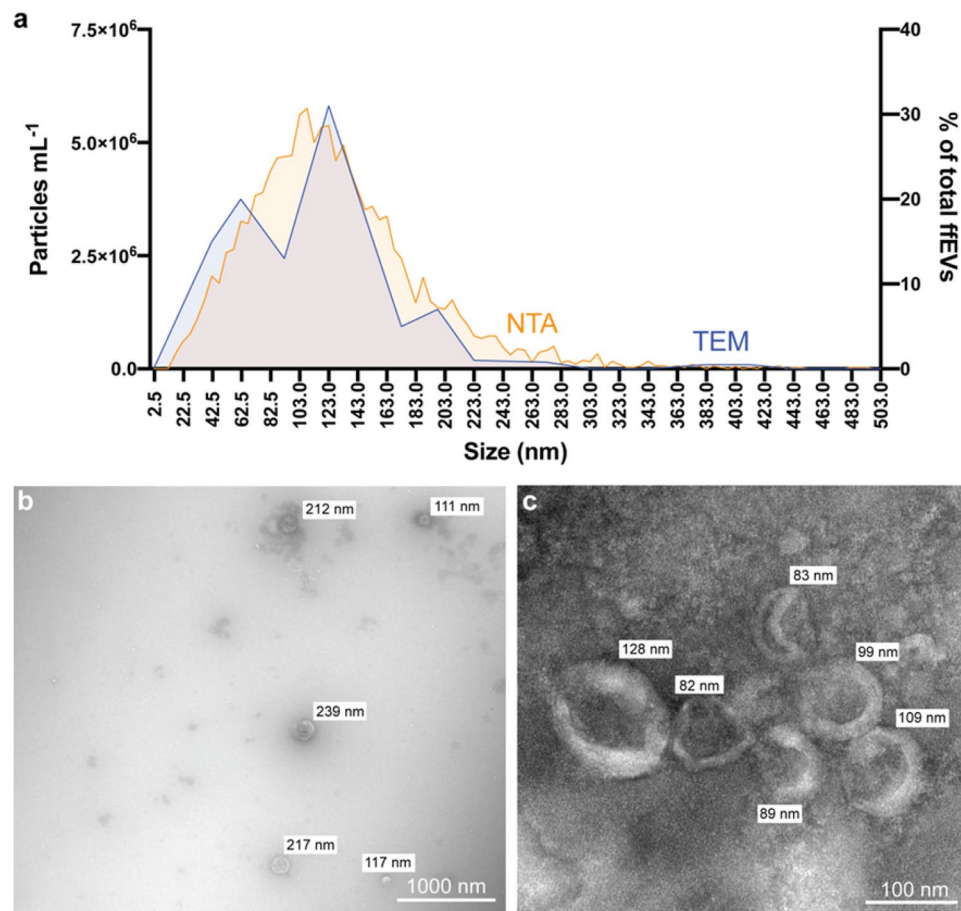 a
7.5×10⁶
5.0×10⁶
2.5×10⁶
0.0
Particles mL⁻¹
40
30
20
10
0
% of total ffEVs
NTA
TEM
2.5
22.5
42.5
62.5
82.5
103.0
123.0
143.0
163.0
183.0
203.0
223.0
243.0
263.0
283.0
303.0
323.0
343.0
363.0
383.0
403.0
423.0
443.0
463.0
483.0
503.0
Size (nm)
b
212 nm
111 nm
239 nm
217 nm
117 nm
1000 nm
c
83 nm
128 nm
99 nm
82 nm
109 nm
89 nm
100 nm